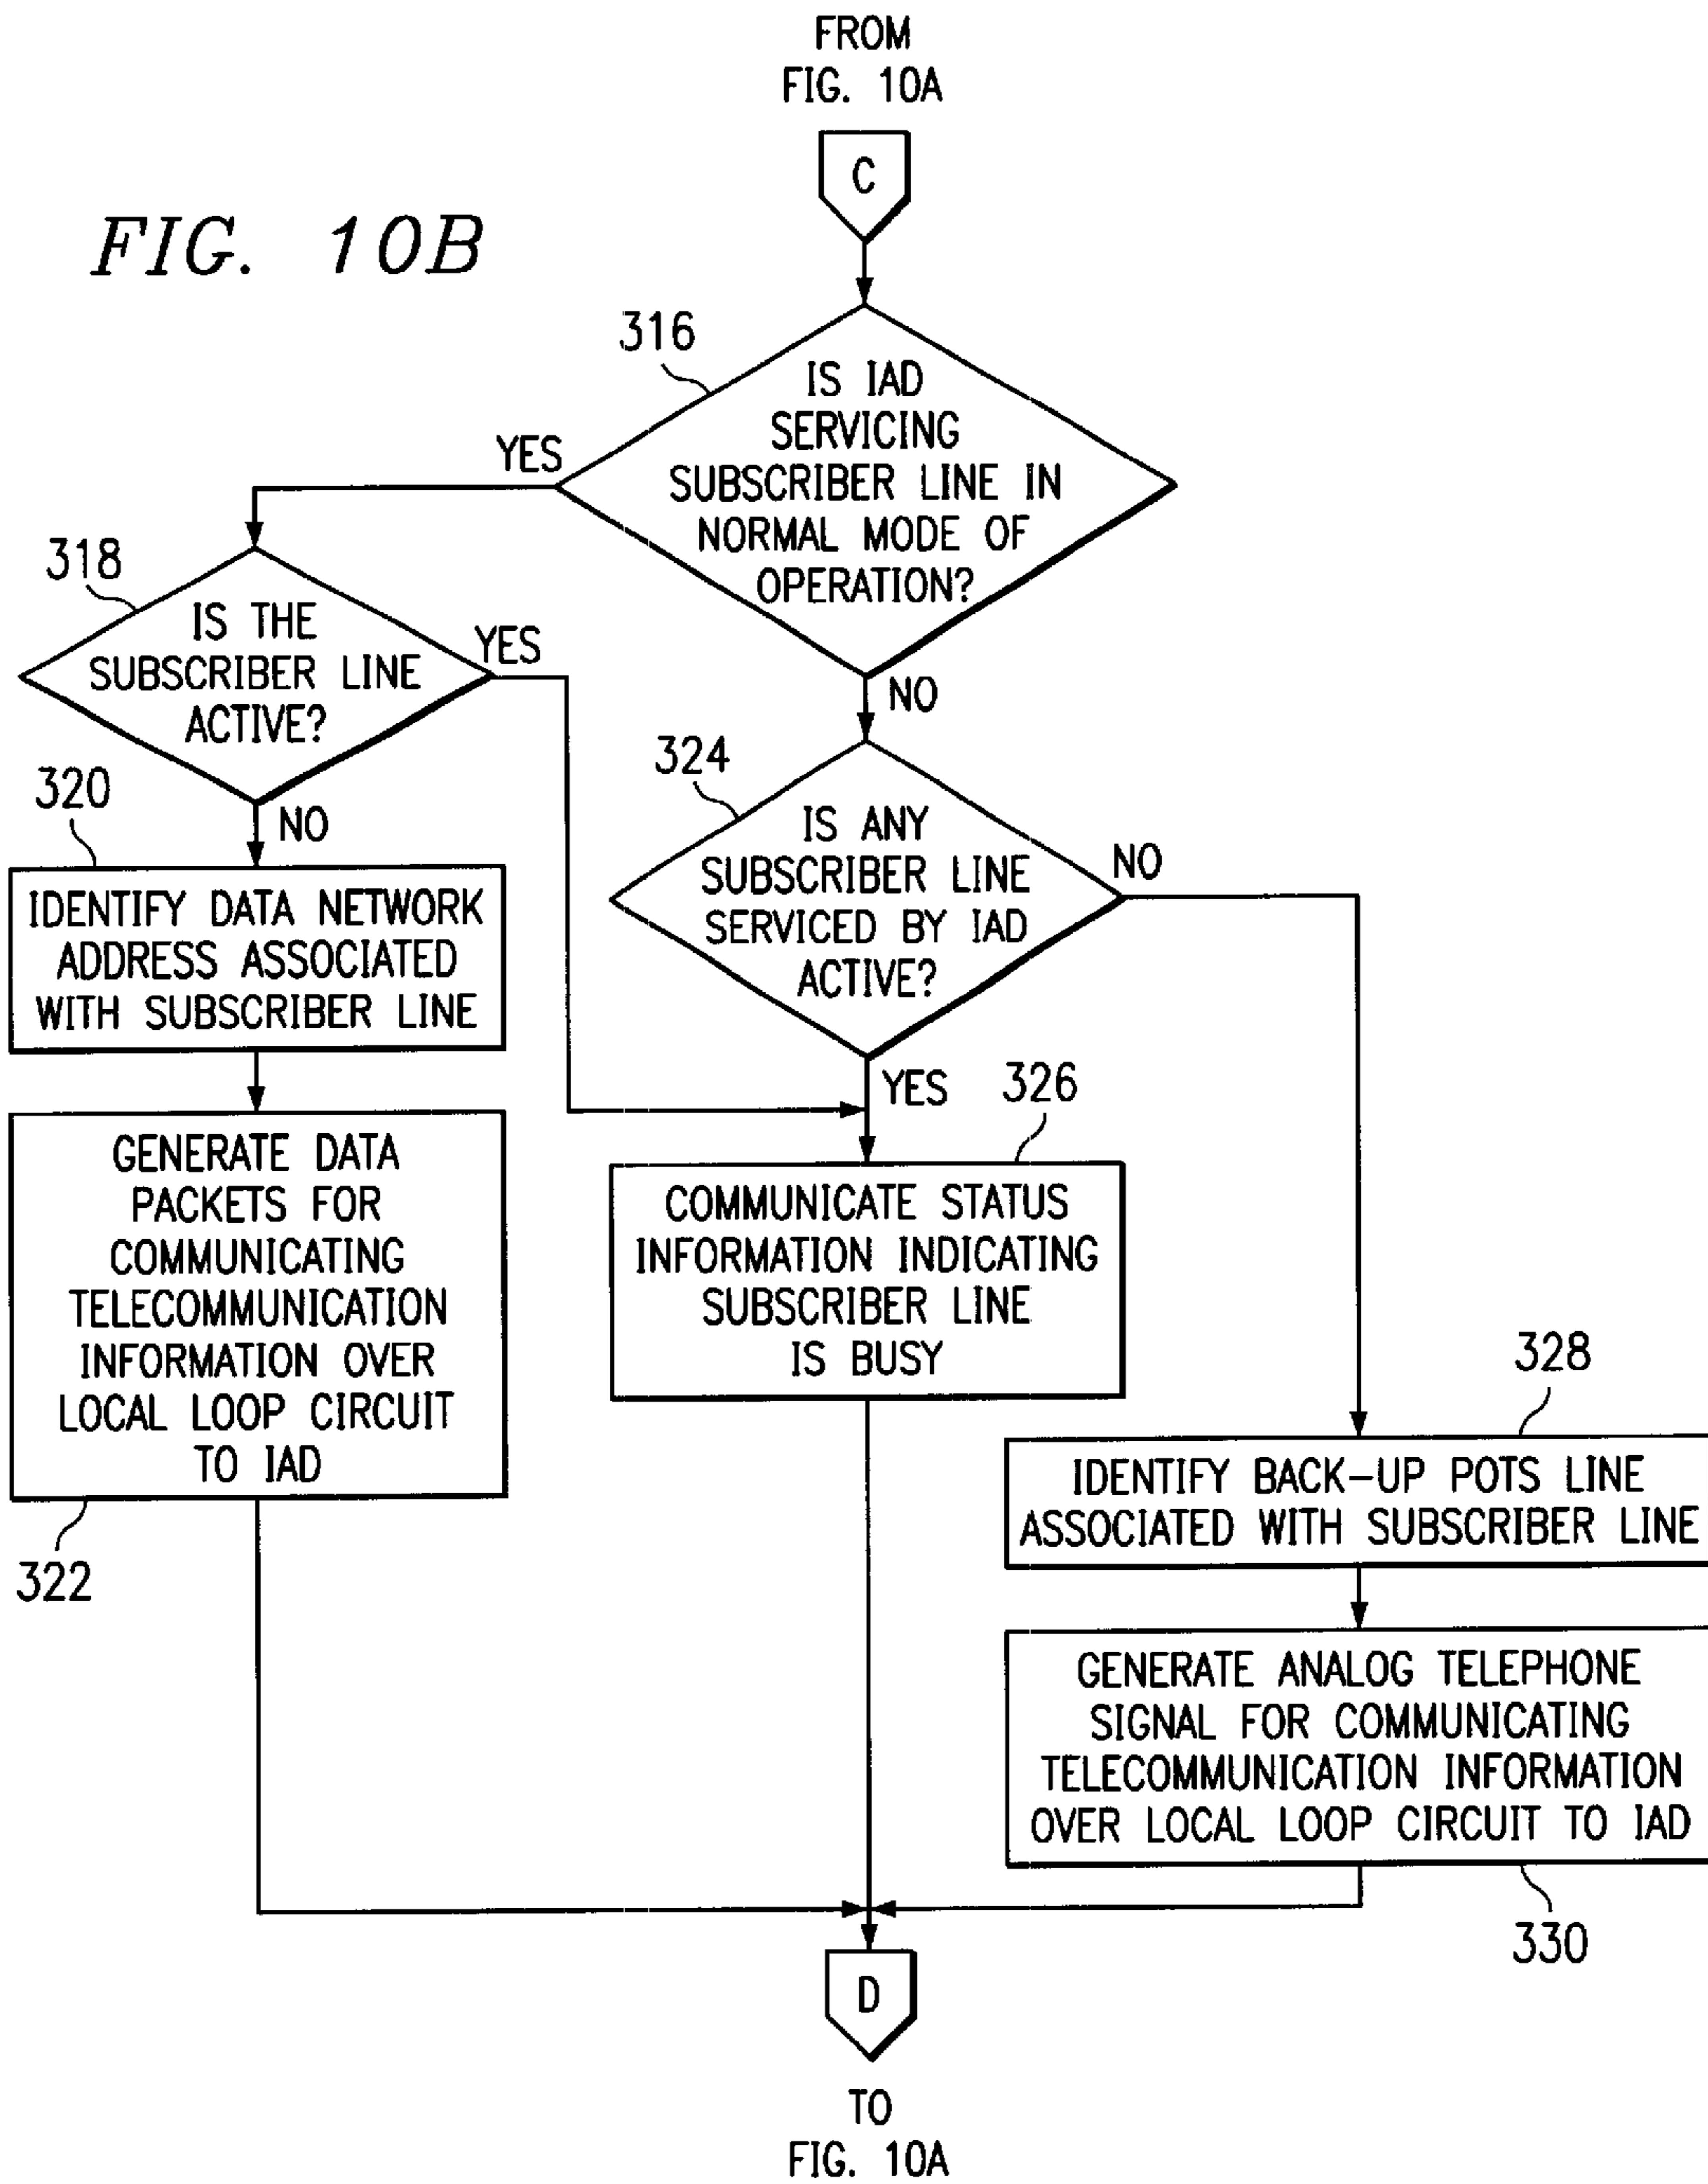 FROM
FIG. 10A
C
FIG. 10B
316
IS IAD
SERVICING
SUBSCRIBER LINE IN
NORMAL MODE OF
OPERATION?
YES
NO
318
IS THE
SUBSCRIBER LINE
ACTIVE?
YES
NO
324
IS ANY
SUBSCRIBER LINE
SERVICED BY IAD
ACTIVE?
NO
YES
320
IDENTIFY DATA NETWORK
ADDRESS ASSOCIATED
WITH SUBSCRIBER LINE
GENERATE DATA
PACKETS FOR
COMMUNICATING
TELECOMMUNICATION
INFORMATION OVER
LOCAL LOOP CIRCUIT
TO IAD
322
326
COMMUNICATE STATUS
INFORMATION INDICATING
SUBSCRIBER LINE
IS BUSY
328
IDENTIFY BACK-UP POTS LINE
ASSOCIATED WITH SUBSCRIBER LINE
GENERATE ANALOG TELEPHONE
SIGNAL FOR COMMUNICATING
TELECOMMUNICATION INFORMATION
OVER LOCAL LOOP CIRCUIT TO IAD
330
D
TO
FIG. 10A